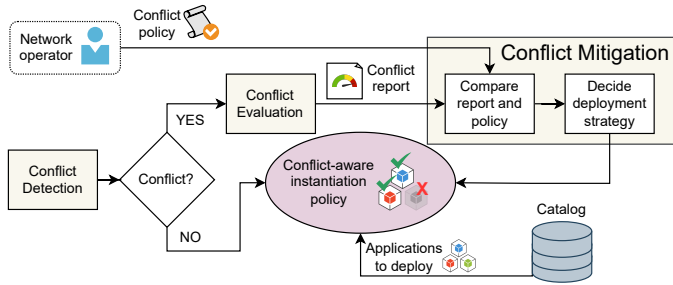 Network
operator
Conflict
policy
Conflict Mitigation
Conflict
report
Compare
report and
policy
Decide
deployment
strategy
Conflict
Evaluation
YES
Conflict
Detection
Conflict?
NO
Conflict-aware
instantiation
policy
Applications
to deploy
Catalog